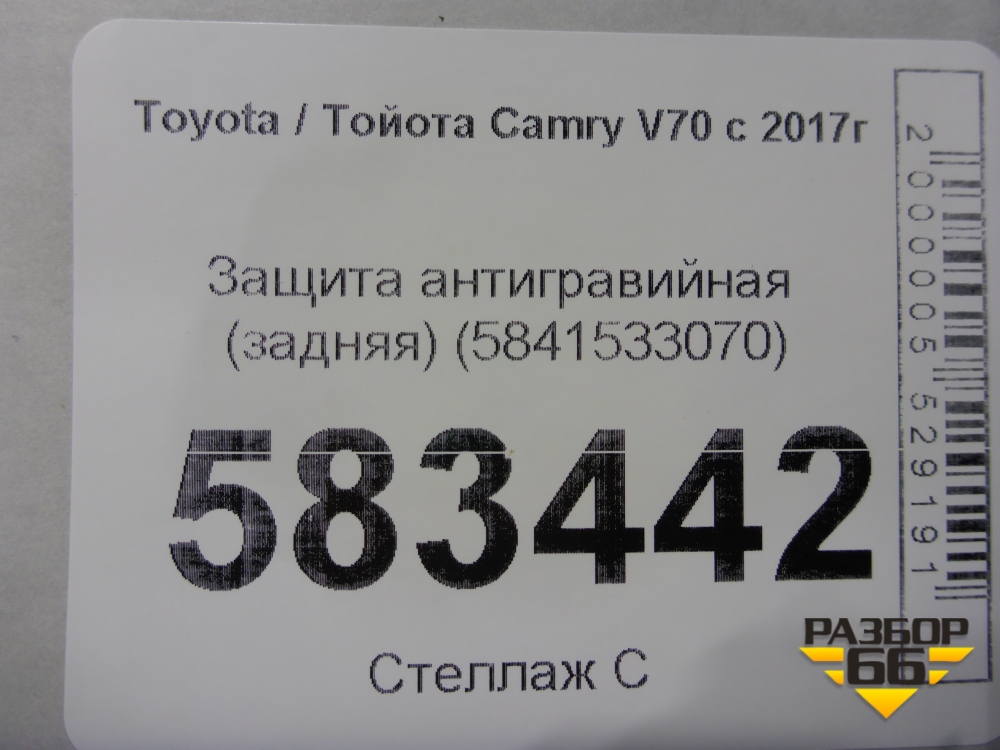 Toyota / Тойота Camry V70 с 2017г
Защита антигравийная
(задняя) (5841533070)
583442
Стеллаж С
2000005529191
РАЗБОР
66